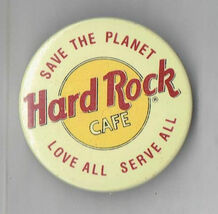 SAVE THE PLANET
Hard Rock
®
CAFE
LOVE ALL SERVE ALL